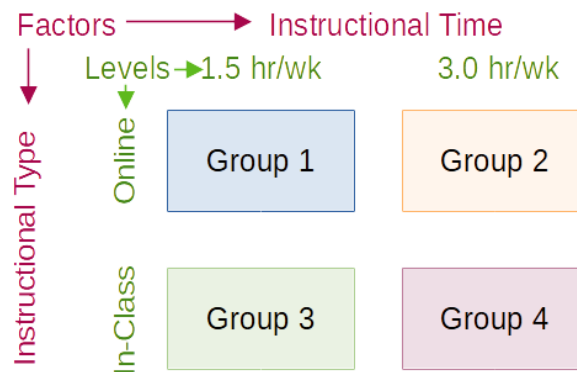 Factors Instructional Time
Levels 1.5 hr/wk 3.0 hr/wk
Instructional Type
Online
Group 1 Group 2
In-Class
Group 3 Group 4